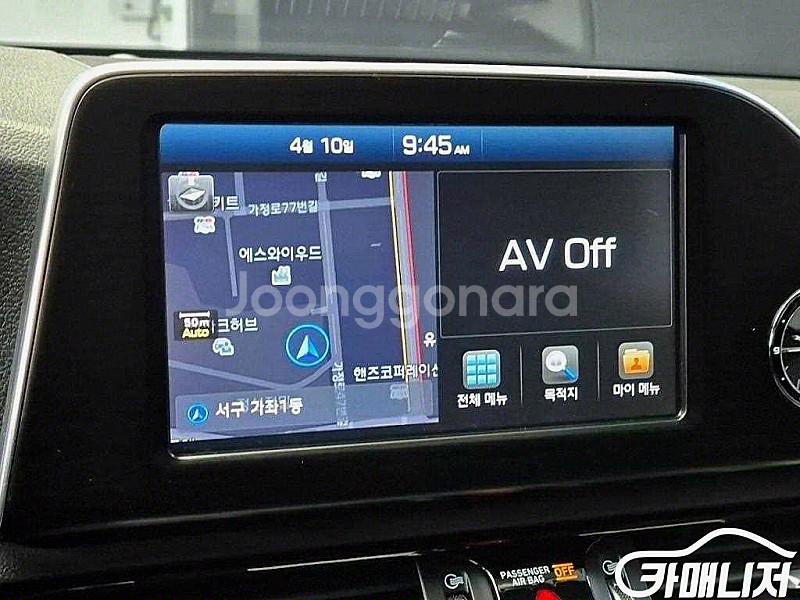 4월 10일 9:45 AM
키트
가정로77번길
에스와이우드
AV Off
Joonggonara
50m
Auto
크허브
유
핸즈코퍼레이션
서구 가좌1동
전체 메뉴
목적지
마이 메뉴
PASSENGER
AIR BAG
OFF
카매니저